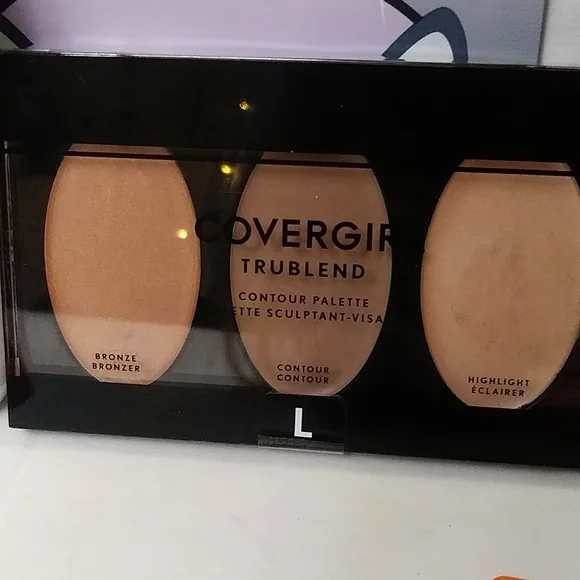 COVERGIR
TRUBLEND
CONTOUR PALETTE
ETTE SCULPTANT-VISA
BRONZE
BRONZER
CONTOUR
CONTOUR
HIGHLIGHT
ÉCLAIRER
L